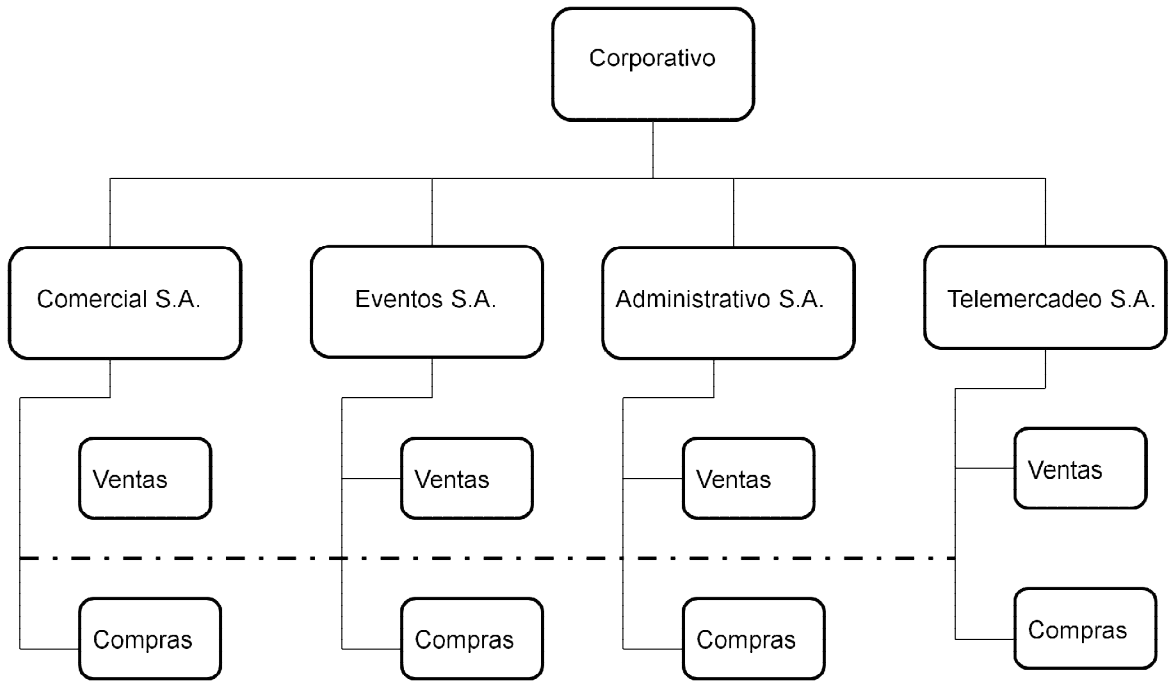 Corporativo
Comercial S.A.
Eventos S.A.
Administrativo S.A.
Telemercadeo S.A.
Ventas
Ventas
Ventas
Ventas
Compras
Compras
Compras
Compras